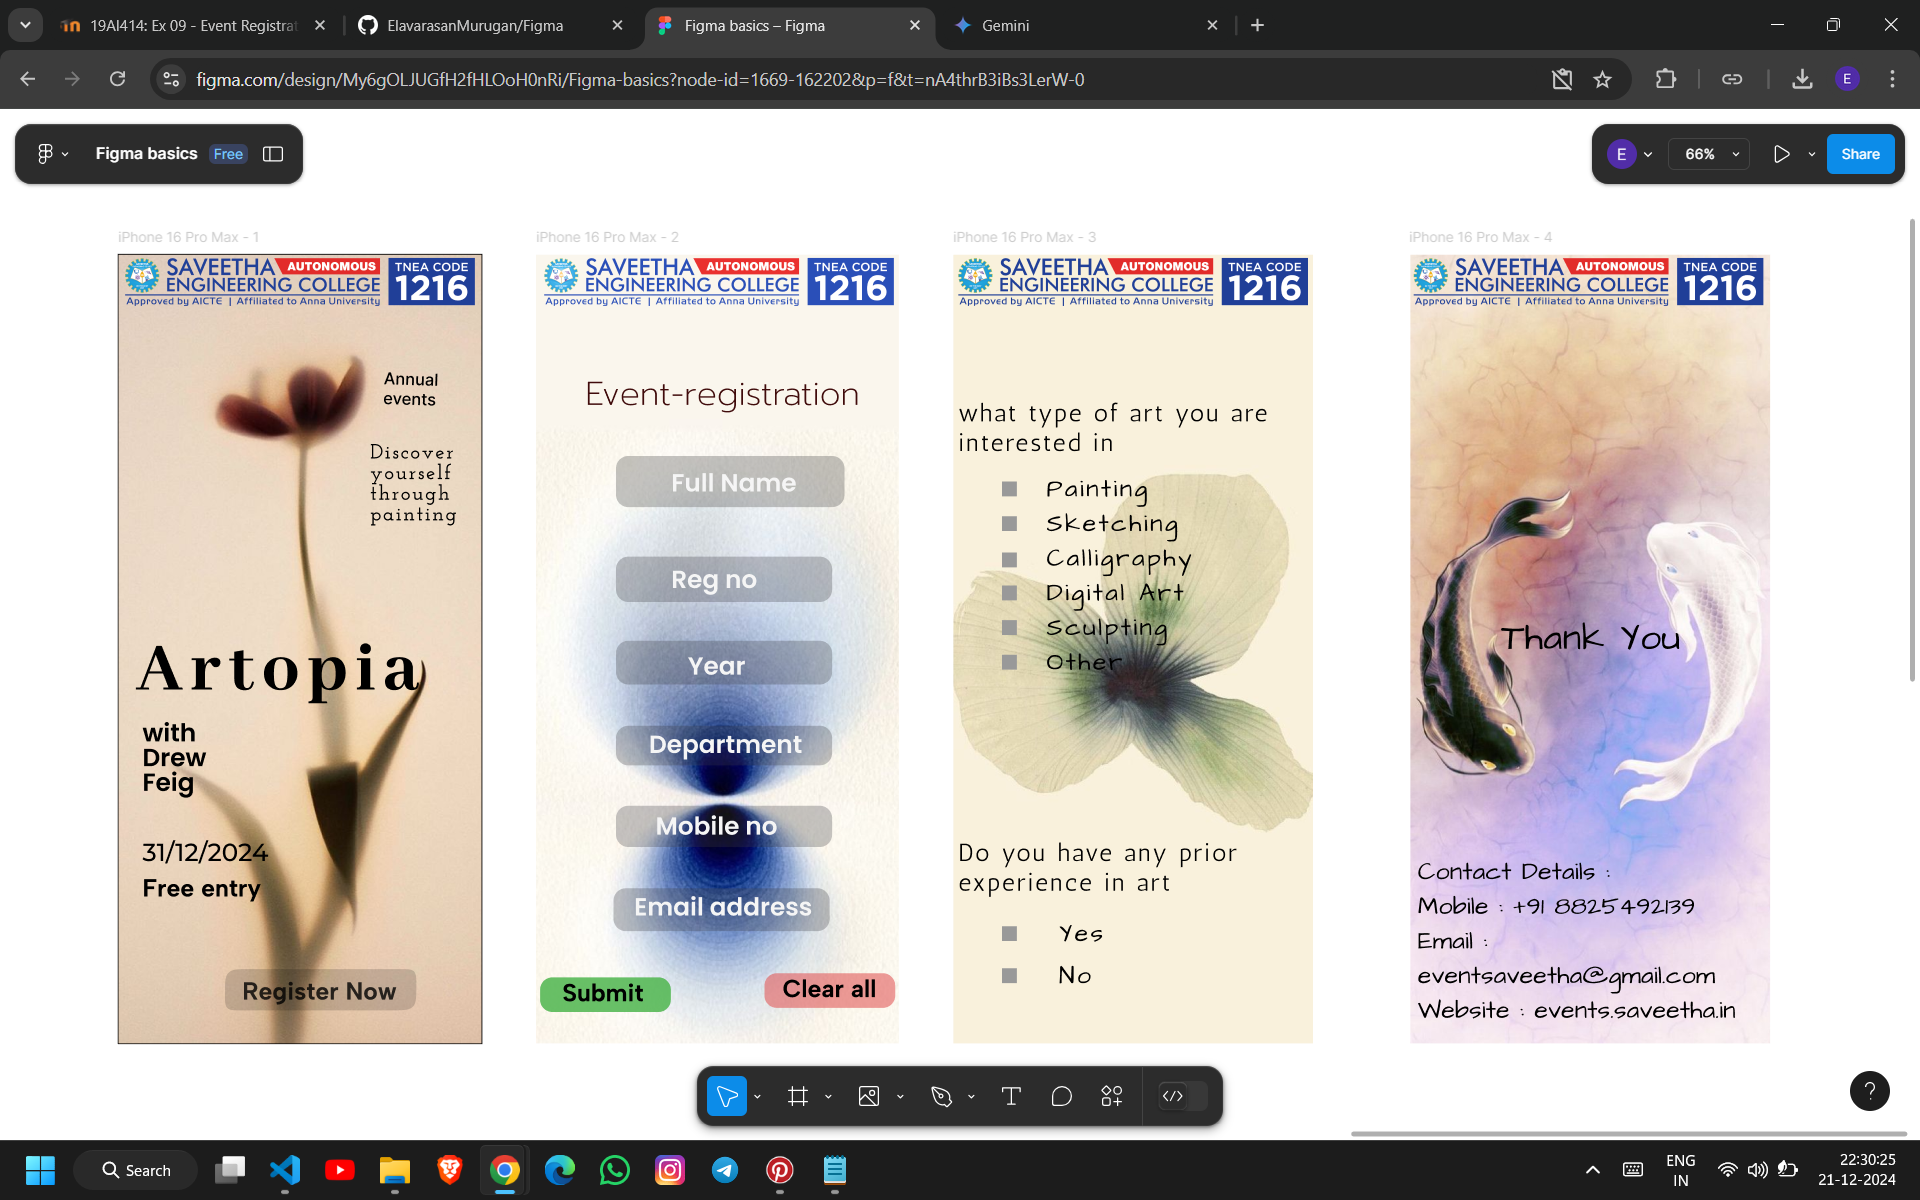 19AI414: Ex 09 - Event Registrat
ElavarasanMurugan/Figma
Figma basics – Figma
Gemini
figma.com/design/My6gOLJUGfH2fHLOoH0nRi/Figma-basics?node-id=1669-162202&p=f&t=nA4thrB3iBs3LerW-0
E
Figma basics
Free
E
66%
Share
iPhone 16 Pro Max - 1
SAVEETHA AUTONOMOUS
ENGINEERING COLLEGE
Approved by AICTE | Affiliated to Anna University
TNEA CODE
1216
Annual
events
Discover
yourself
through
painting
Artopia
with
Drew
Feig
31/12/2024
Free entry
Register Now
iPhone 16 Pro Max - 2
SAVEETHA AUTONOMOUS
ENGINEERING COLLEGE
Approved by AICTE | Affiliated to Anna University
TNEA CODE
1216
Event-registration
Full Name
Reg no
Year
Department
Mobile no
Email address
Submit
Clear all
iPhone 16 Pro Max - 3
SAVEETHA AUTONOMOUS
ENGINEERING COLLEGE
Approved by AICTE | Affiliated to Anna University
TNEA CODE
1216
what type of art you are
interested in
Painting
Sketching
Calligraphy
Digital Art
Sculpting
Other
Do you have any prior
experience in art
Yes
No
iPhone 16 Pro Max - 4
SAVEETHA AUTONOMOUS
ENGINEERING COLLEGE
Approved by AICTE | Affiliated to Anna University
TNEA CODE
1216
Thank You
Contact Details :
Mobile : +91 8825492139
Email :
eventsaveetha@gmail.com
Website : events.saveetha.in
Search
ENG
IN
22:30:25
21-12-2024